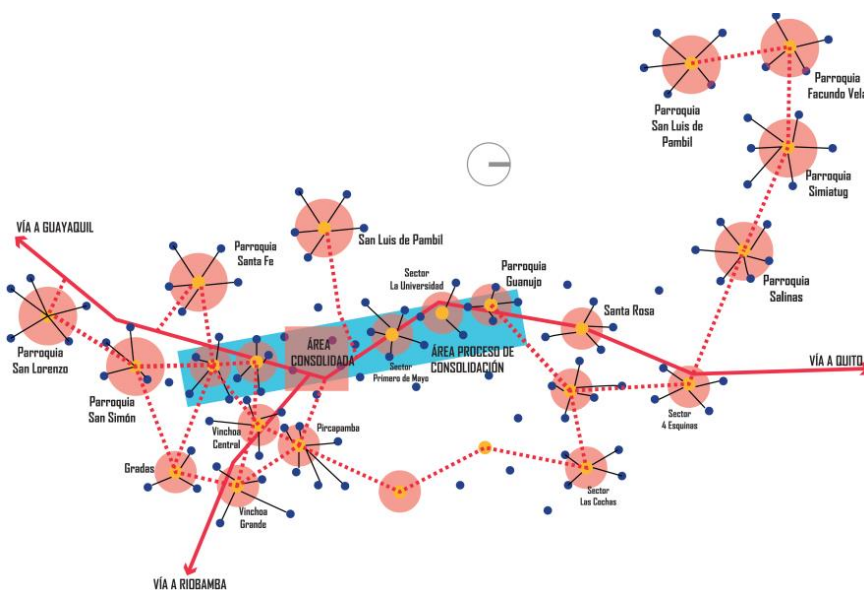 Parroquia
San Luis de
Pambil
Parroquia
Facundo Vela
Parroquia
Simiatug
VÍA A GUAYAQUIL
Parroquia
Santa Fe
San Luis de Pambil
Sector
La Universidad
Parroquia
Guanujo
Parroquia
Salinas
Santa Rosa
ÁREA
CONSOLIDADA
ÁREA PROCESO DE
CONSOLIDACIÓN
Sector
Primero de Mayo
Parroquia
San Lorenzo
VÍA A QUITO
Parroquia
San Simón
Sector
4 Esquinas
Vinchoa
Central
Pircapamba
Gradas
Vinchoa
Grande
Sector
Las Cochas
VÍA A RIOBAMBA